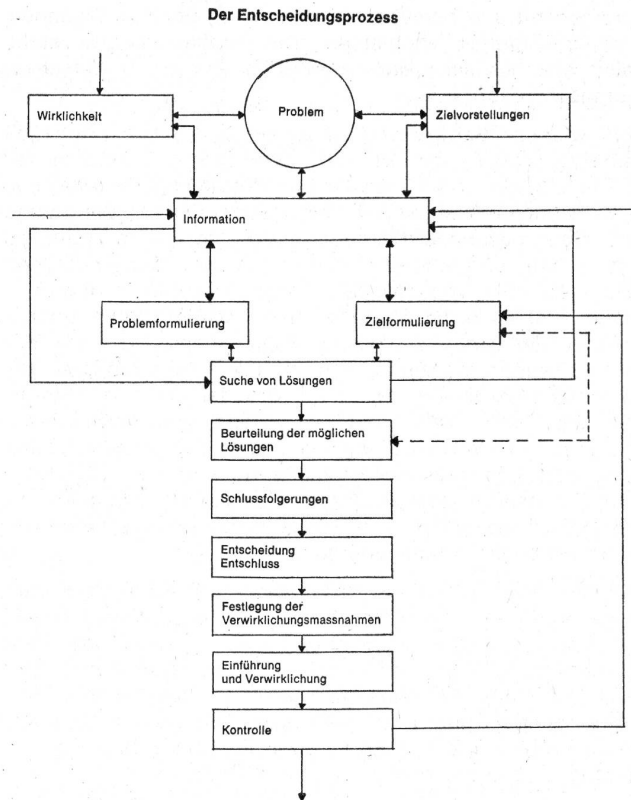 Der Entscheidungsprozess
Wirklichkeit
Problem
Zielvorstellungen
Information
Problemformulierung
Zielformulierung
Suche von Lösungen
Beurteilung der möglichen
Lösungen
Schlussfolgerungen
Entscheidung
Entschluss
Festlegung der
Verwirklichungsmassnahmen
Einführung
und Verwirklichung
Kontrolle